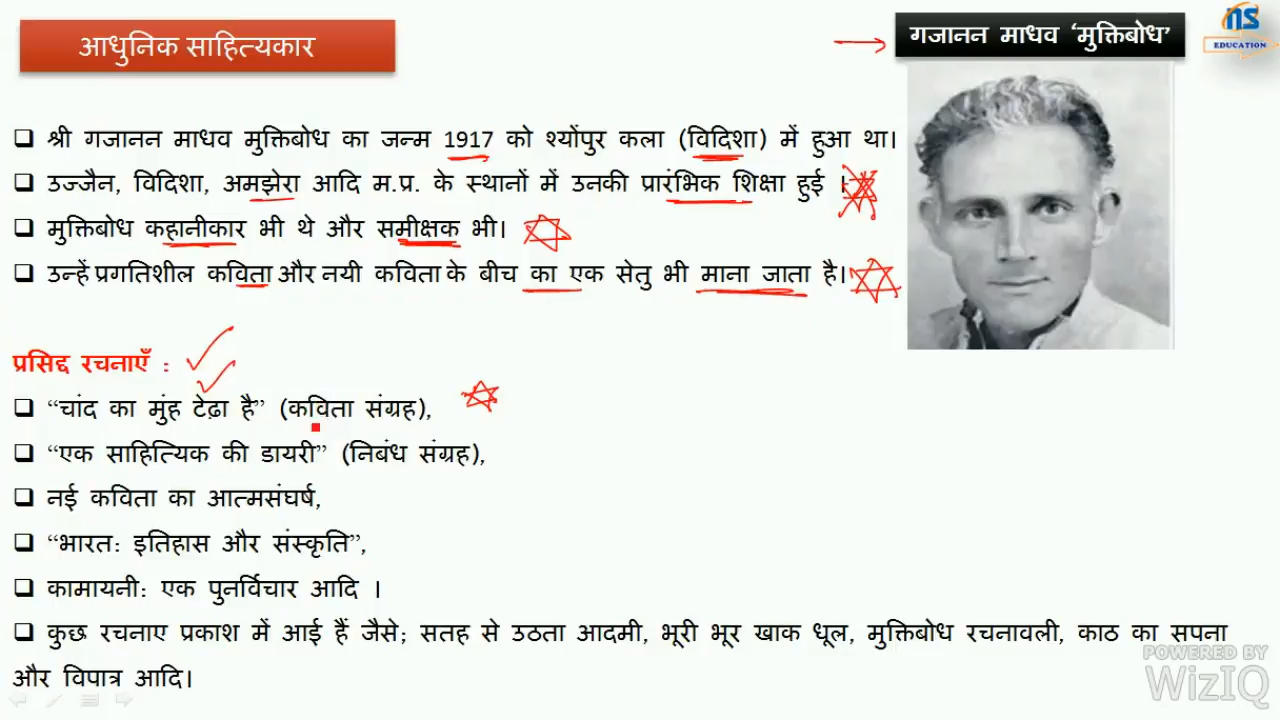 आधुनिक साहित्यकार
गजानन माधव ‘मुक्तिबोध’
IIS
EDUCATION
❑ श्री गजानन माधव मुक्तिबोध का जन्म 1917 को श्योंपुर कला (विदिशा) में हुआ था।
❑ उज्जैन, विदिशा, अमझेरा आदि म.प्र. के स्थानों में उनकी प्रारंभिक शिक्षा हुई ।
❑ मुक्तिबोध कहानीकार भी थे और समीक्षक भी।
❑ उन्हें प्रगतिशील कविता और नयी कविता के बीच का एक सेतु भी माना जाता है।
प्रसिद्द रचनाएँ :
❑ “चांद का मुंह टेढ़ा है” (कविता संग्रह),
❑ “एक साहित्यिक की डायरी” (निबंध संग्रह),
❑ नई कविता का आत्मसंघर्ष,
❑ “भारत: इतिहास और संस्कृति”,
❑ कामायनी: एक पुनर्विचार आदि ।
❑ कुछ रचनाए प्रकाश में आई हैं जैसे; सतह से उठता आदमी, भूरी भूर खाक धूल, मुक्तिबोध रचनावली, काठ का सपना
और विपात्र आदि।
POWERED BY
WizIQ